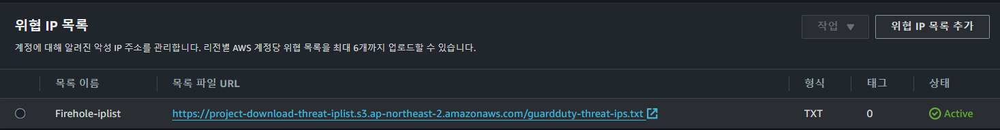 위협 IP 목록
작업 ▼
위협 IP 목록 추가
계정에 대해 알려진 악성 IP 주소를 관리합니다. 리전별 AWS 계정당 위협 목록을 최대 6개까지 업로드할 수 있습니다.
목록 이름 목록 파일 URL 형식 태그 상태
Firehole-iplist https://project-download-threat-iplist.s3.ap-northeast-2.amazonaws.com/guardduty-threat-ips.txt TXT 0 Active